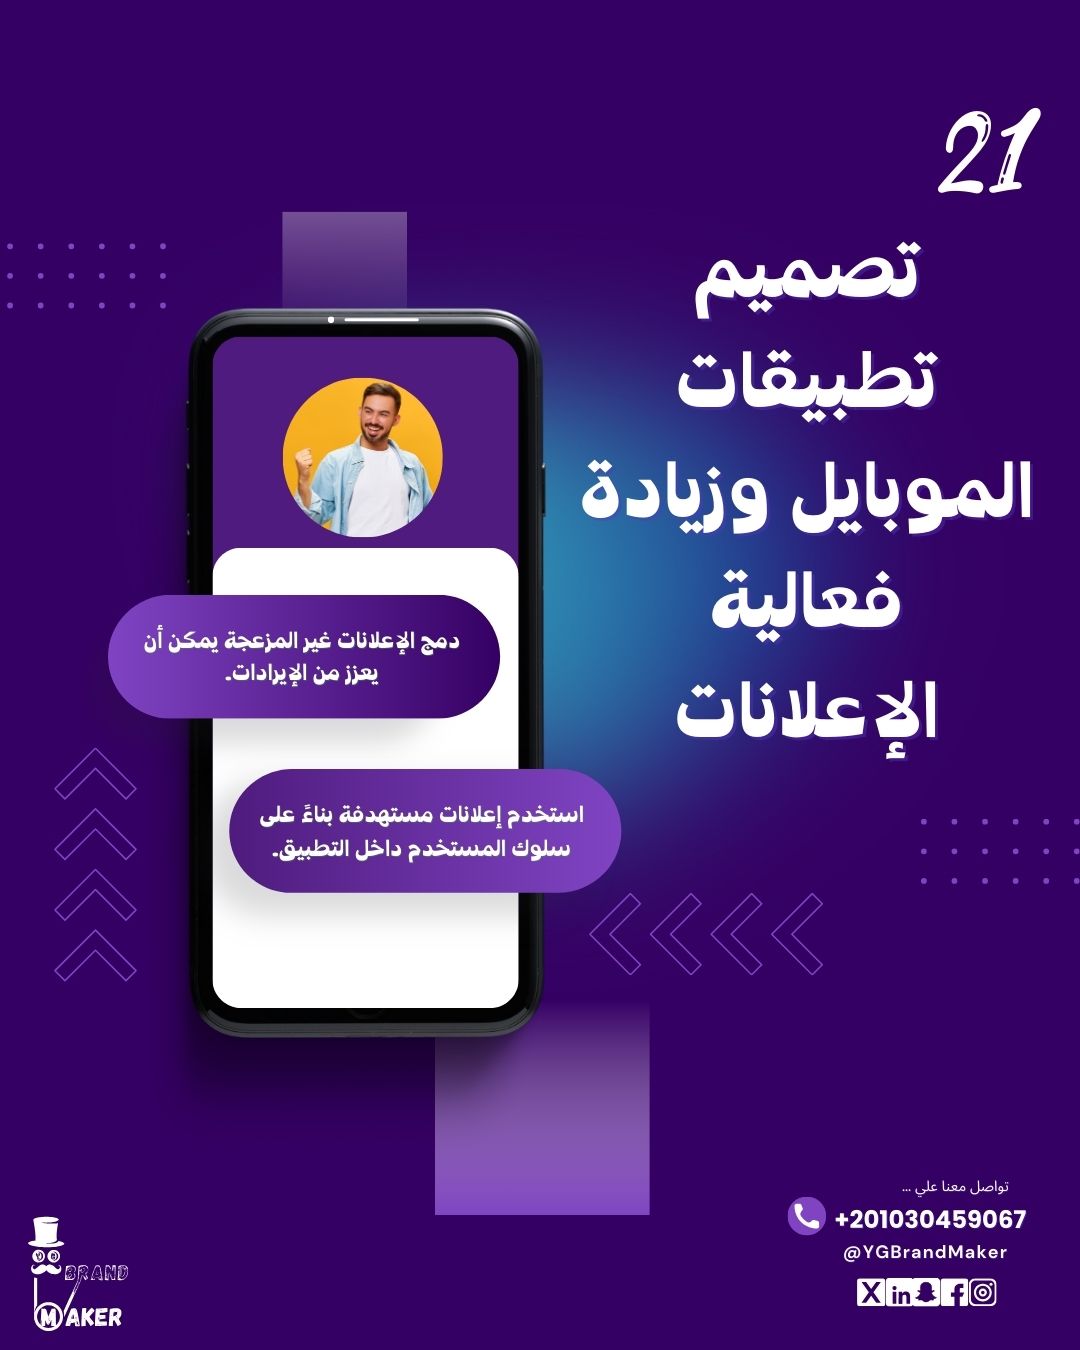 21
تصميم
تطبيقات
الموبايل وزيادة
فعالية
الإعلانات
دمج الإعلانات غير المزعجة يمكن أن
يعزز من الإيرادات.
استخدم إعلانات مستهدفة بناءً على
سلوك المستخدم داخل التطبيق.
تواصل معنا علي ...
+201030459067
@YGBrandMaker
BRAND
MAKER